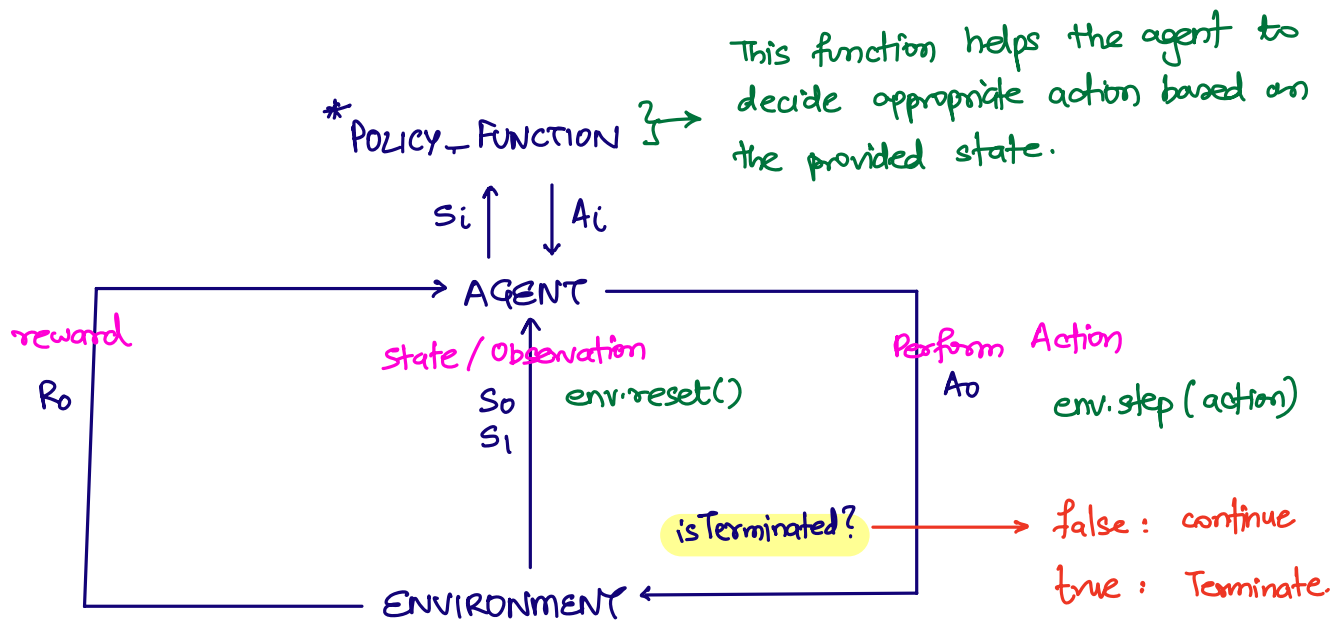 This function helps the agent to
decide appropriate action based on
the provided state.
*POLICY_FUNCTION
Si
Ai
AGENT
reward
R0
State / Observation
S0
S1
env.reset()
Perform Action
A0
env.step (action)
isTerminated?
false : continue
true : Terminate.
ENVIRONMENT